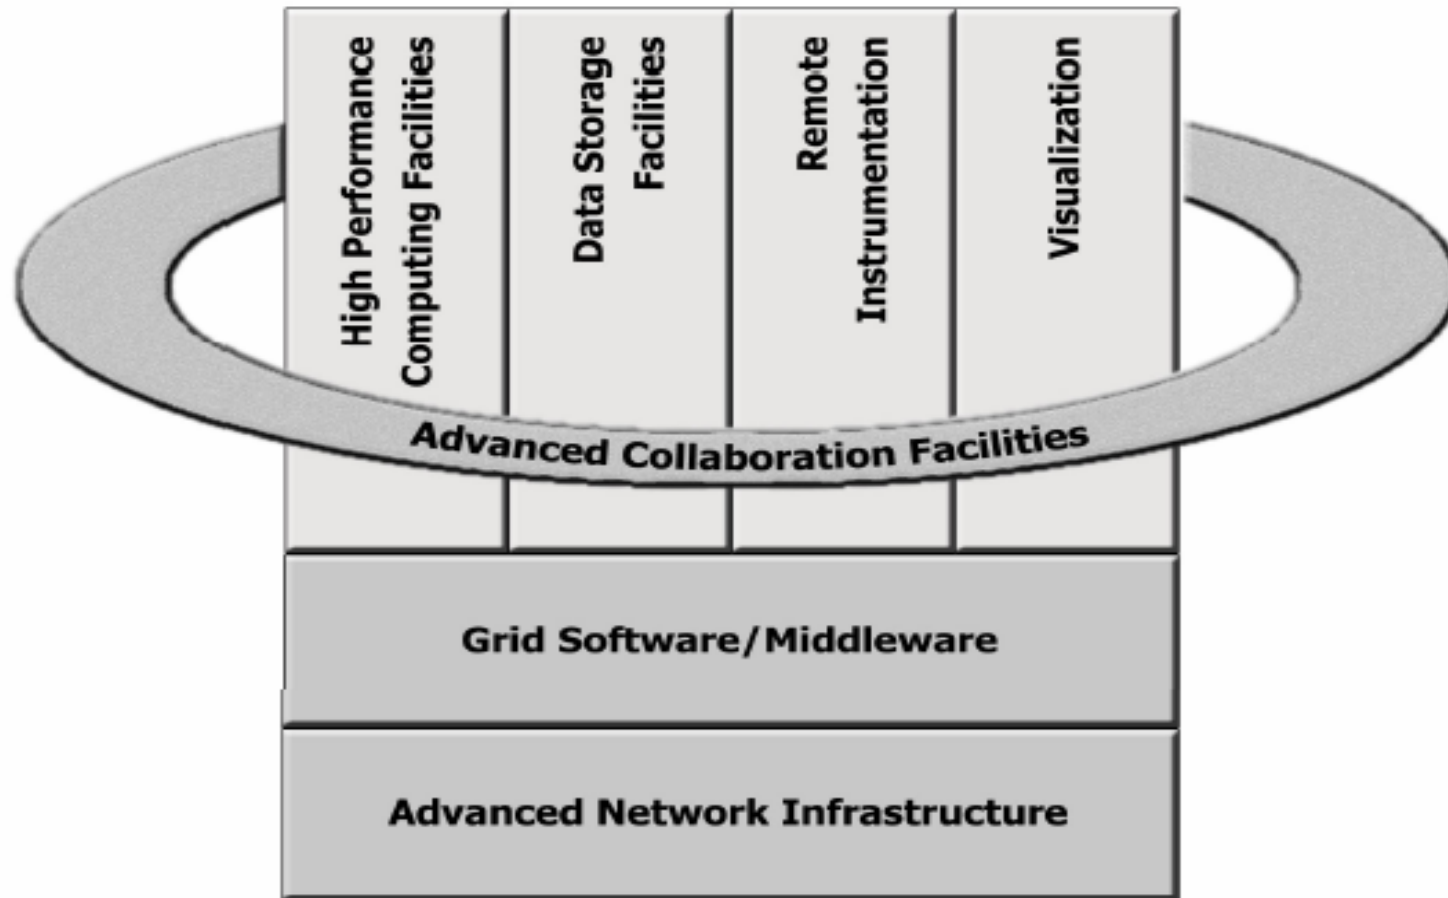 High Performance
Computing Facilities
Data Storage
Facilities
Remote
Instrumentation
Visualization
Advanced Collaboration Facilities
Grid Software/Middleware
Advanced Network Infrastructure